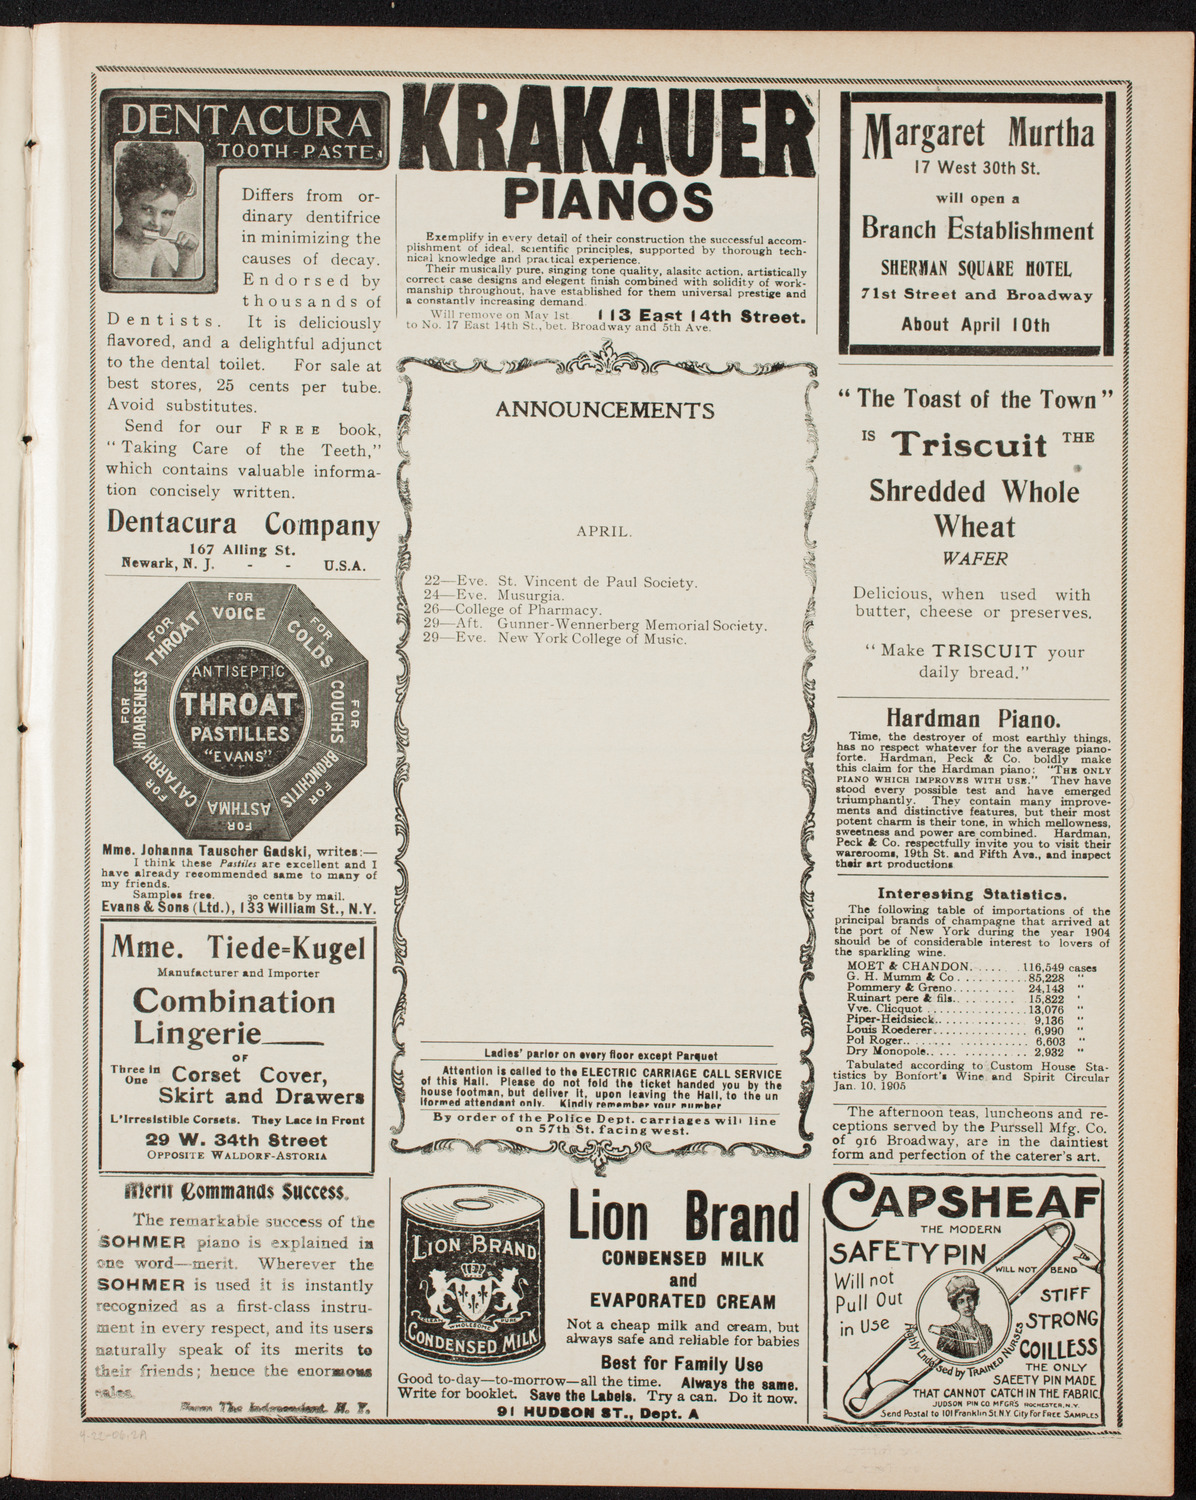 DENTACURA
TOOTH-PASTE
Differs from or-
dinary dentifrice
in minimizing the
causes of decay.
Endorsed by
thousands of
Dentists. It is deliciously
flavored, and a delightful adjunct
to the dental toilet. For sale at
best stores, 25 cents per tube.
Avoid substitutes.
Send for our FREE book,
"Taking Care of the Teeth,"
which contains valuable informa-
tion concisely written.
Dentacura Company
167 Alling St.
Newark, N. J. - - U.S.A.
FOR VOICE
FOR COLDS
FOR COUGHS
FOR BRONCHITIS
FOR ASTHMA
FOR CATARRH
FOR HOARSENESS
FOR THROAT
ANTISEPTIC
THROAT
PASTILLES
"EVANS"
Mme. Johanna Tauscher Gadski, writes:—
I think these Pastiles are excellent and I
have already recommended same to many of
my friends.
Samples free. 30 cents by mail.
Evans & Sons (Ltd.), 133 William St., N.Y.
Mme. Tiede=Kugel
Manufacturer and Importer
Combination
Lingerie
OF
Three in One Corset Cover,
Skirt and Drawers
L'Irresistible Corsets. They Lace in Front
29 W. 34th Street
OPPOSITE WALDORF-ASTORIA
Merit Commands Success.
The remarkable success of the
SOHMER piano is explained in
one word—merit. Wherever the
SOHMER is used it is instantly
recognized as a first-class instru-
ment in every respect, and its users
naturally speak of its merits to
their friends; hence the enormous
sales.
From The Independent N. Y.
KRAKAUER
PIANOS
Exemplify in every detail of their construction the successful accom-
plishment of ideal, scientific principles, supported by thorough tech-
nical knowledge and practical experience.
Their musically pure, singing tone quality, alasitc action, artistically
correct case designs and elegent finish combined with solidity of work-
manship throughout, have established for them universal prestige and
a constantly increasing demand
Will remove on May 1st 113 East 14th Street.
to No. 17 East 14th St., bet. Broadway and 5th Ave.
ANNOUNCEMENTS
APRIL.
22—Eve. St. Vincent de Paul Society.
24—Eve. Musurgia.
26—College of Pharmacy.
29—Aft. Gunner-Wennerberg Memorial Society.
29—Eve. New York College of Music.
Ladies' parlor on every floor except Parquet
Attention is called to the ELECTRIC CARRIAGE CALL SERVICE
of this Hall. Please do not fold the ticket handed you by the
house footman, but deliver it, upon leaving the Hall, to the un
iformed attendant only. Kindly remember your number
By order of the Police Dept. carriages will line
on 57th St. facing west.
LION BRAND
CONDENSED MILK
Lion Brand
CONDENSED MILK
and
EVAPORATED CREAM
Not a cheap milk and cream, but
always safe and reliable for babies
Best for Family Use
Good to-day—to-morrow—all the time. Always the same.
Write for booklet. Save the Labels. Try a can. Do it now.
91 HUDSON ST., Dept. A
Margaret Murtha
17 West 30th St.
will open a
Branch Establishment
SHERMAN SQUARE HOTEL
71st Street and Broadway
About April 10th
"The Toast of the Town"
IS Triscuit THE
Shredded Whole
Wheat
WAFER
Delicious, when used with
butter, cheese or preserves.
"Make TRISCUIT your
daily bread."
Hardman Piano.
Time, the destroyer of most earthly things,
has no respect whatever for the average piano-
forte. Hardman, Peck & Co. boldly make
this claim for the Hardman piano: "THE ONLY
PIANO WHICH IMPROVES WITH USE." They have
stood every possible test and have emerged
triumphantly. They contain many improve-
ments and distinctive features, but their most
potent charm is their tone, in which mellowness,
sweetness and power are combined. Hardman,
Peck & Co. respectfully invite you to visit their
warerooms, 19th St. and Fifth Ave., and inspect
their art productions
Interesting Statistics.
The following table of importations of the
principal brands of champagne that arrived at
the port of New York during the year 1904
should be of considerable interest to lovers of
the sparkling wine.
MOET & CHANDON...... 116,549 cases
G. H. Mumm & Co.......... 85,228 "
Pommery & Greno.......... 24,143 "
Ruinart pere & fils.......... 15,822 "
Vve. Clicquot.......... 13,076 "
Piper-Heidsieck.......... 9,136 "
Louis Roederer.......... 6,990 "
Pol Roger.......... 6,603 "
Dry Monopole.......... 2,932 "
Tabulated according to Custom House Sta-
tistics by Bonfort's Wine and Spirit Circular
Jan. 10, 1905
The afternoon teas, luncheons and re-
ceptions served by the Purssell Mfg. Co.
of 916 Broadway, are in the daintiest
form and perfection of the caterer's art.
CAPSHEAF
THE MODERN
SAFETY PIN
WILL NOT BEND
Will not
Pull Out
in Use
STIFF
STRONG
COILLESS
Highly Endorsed by TRAINED NURSES
THE ONLY
SAFETY PIN MADE
THAT CANNOT CATCH IN THE FABRIC.
JUDSON PIN CO MFGRS ROCHESTER, N.Y.
Send Postal to 101 Franklin St. N.Y. City for FREE SAMPLES
4-22-06.2A